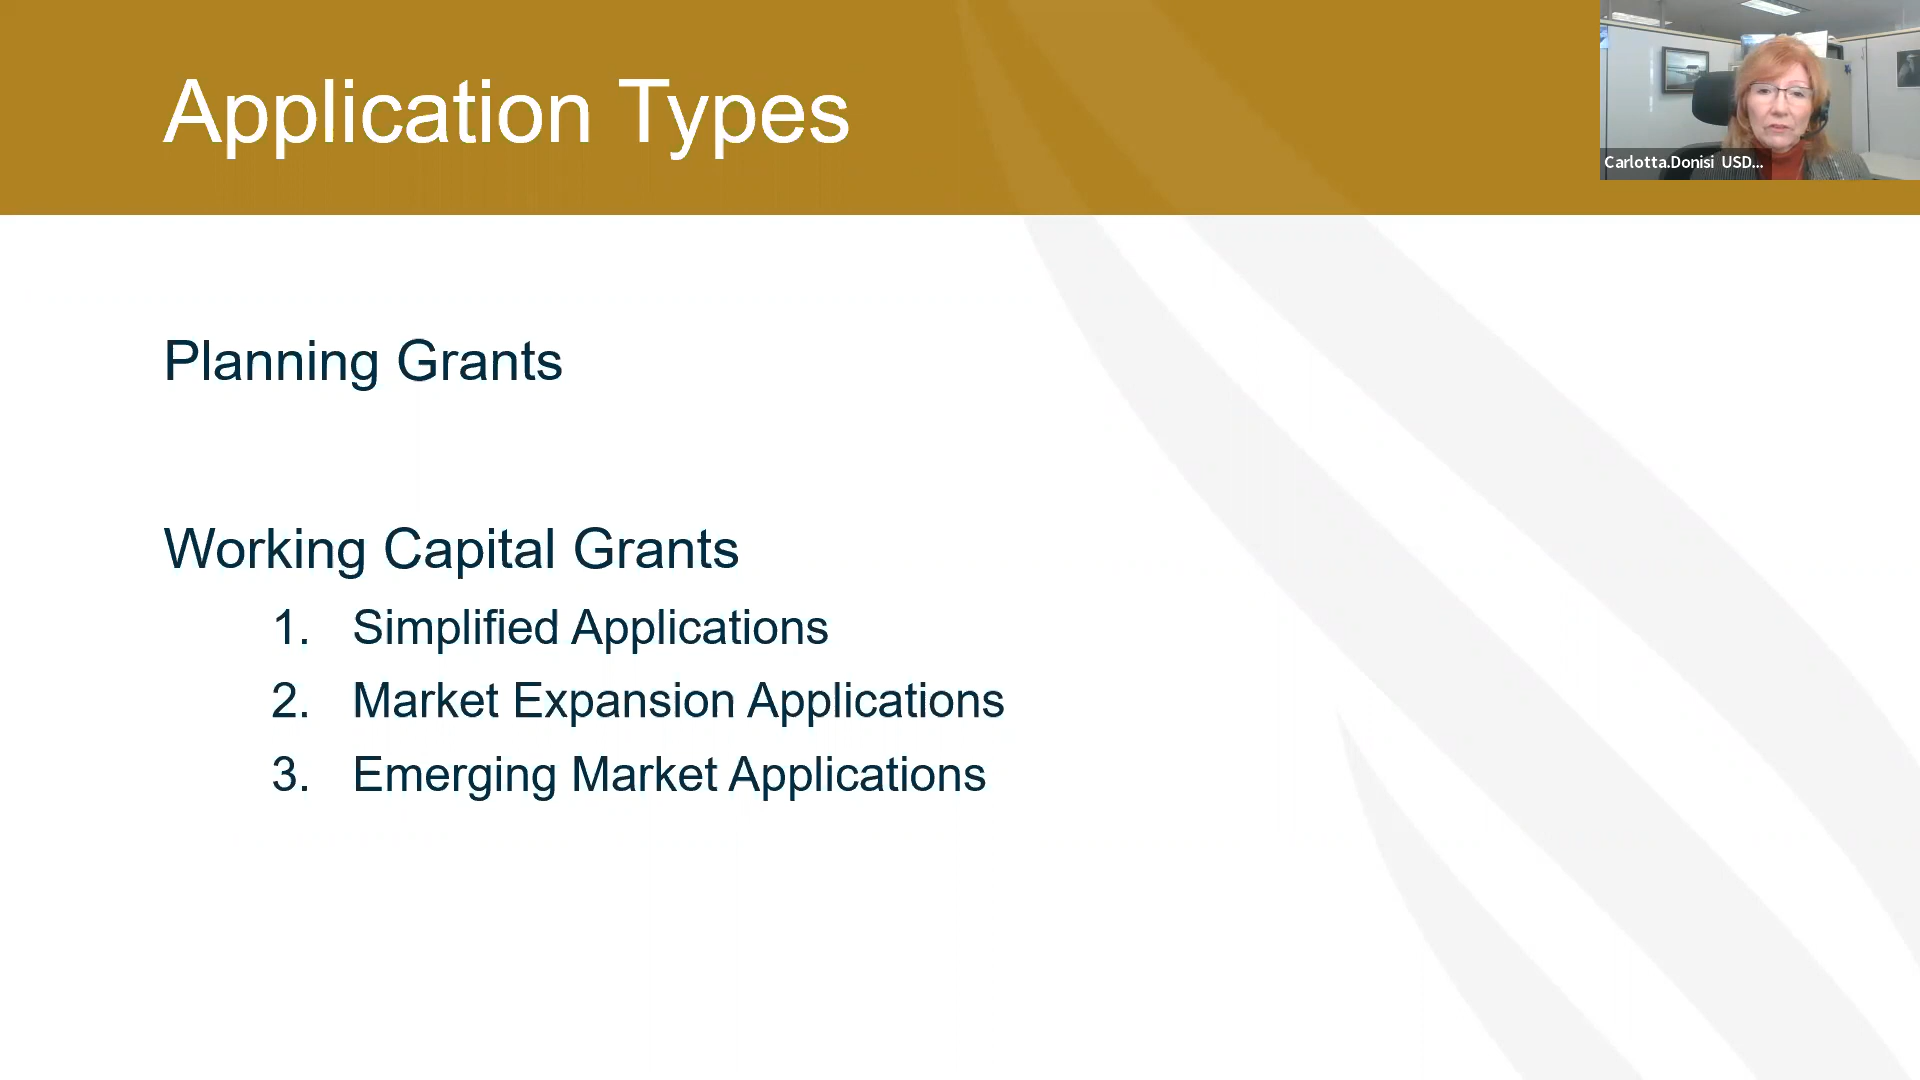 Application Types
Carlotta.Donisi USD...
Planning Grants
Working Capital Grants
1. Simplified Applications
2. Market Expansion Applications
3. Emerging Market Applications